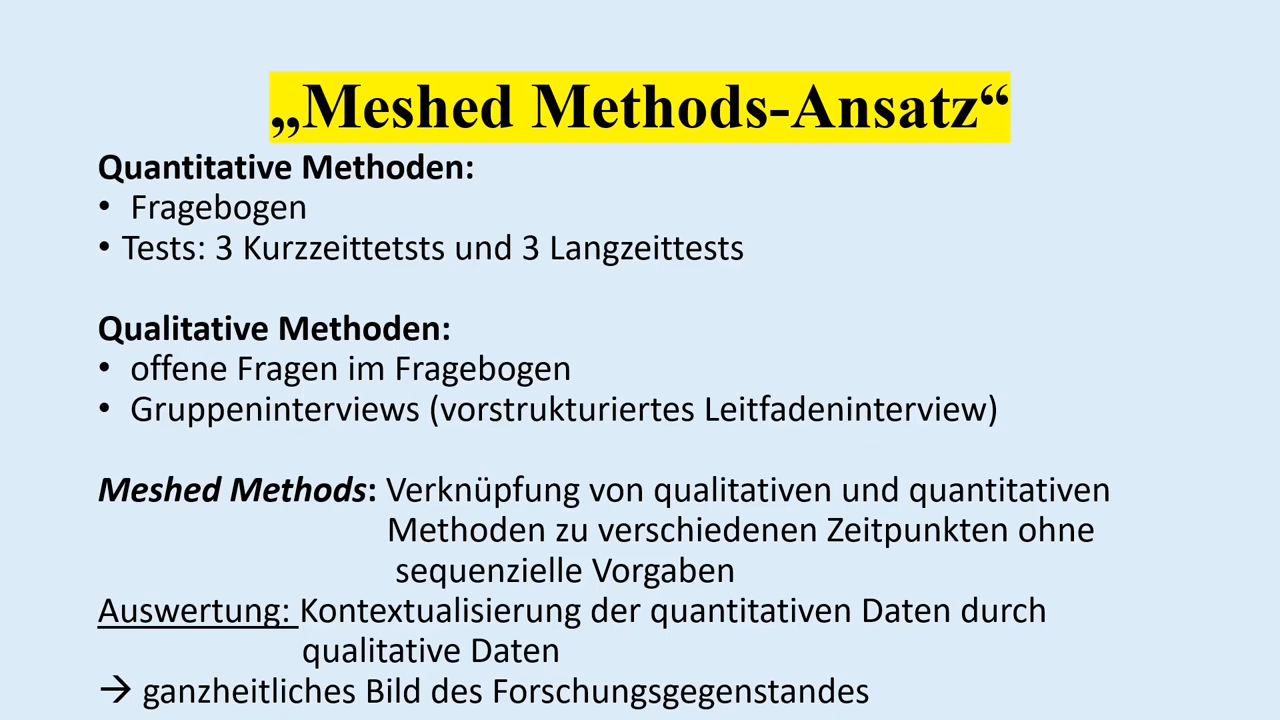 „Meshed Methods-Ansatz“
Quantitative Methoden:
• Fragebogen
• Tests: 3 Kurzzeittetsts und 3 Langzeittests
Qualitative Methoden:
• offene Fragen im Fragebogen
• Gruppeninterviews (vorstrukturiertes Leitfadeninterview)
Meshed Methods: Verknüpfung von qualitativen und quantitativen
Methoden zu verschiedenen Zeitpunkten ohne
sequenzielle Vorgaben
Auswertung: Kontextualisierung der quantitativen Daten durch
qualitative Daten
→ ganzheitliches Bild des Forschungsgegenstandes